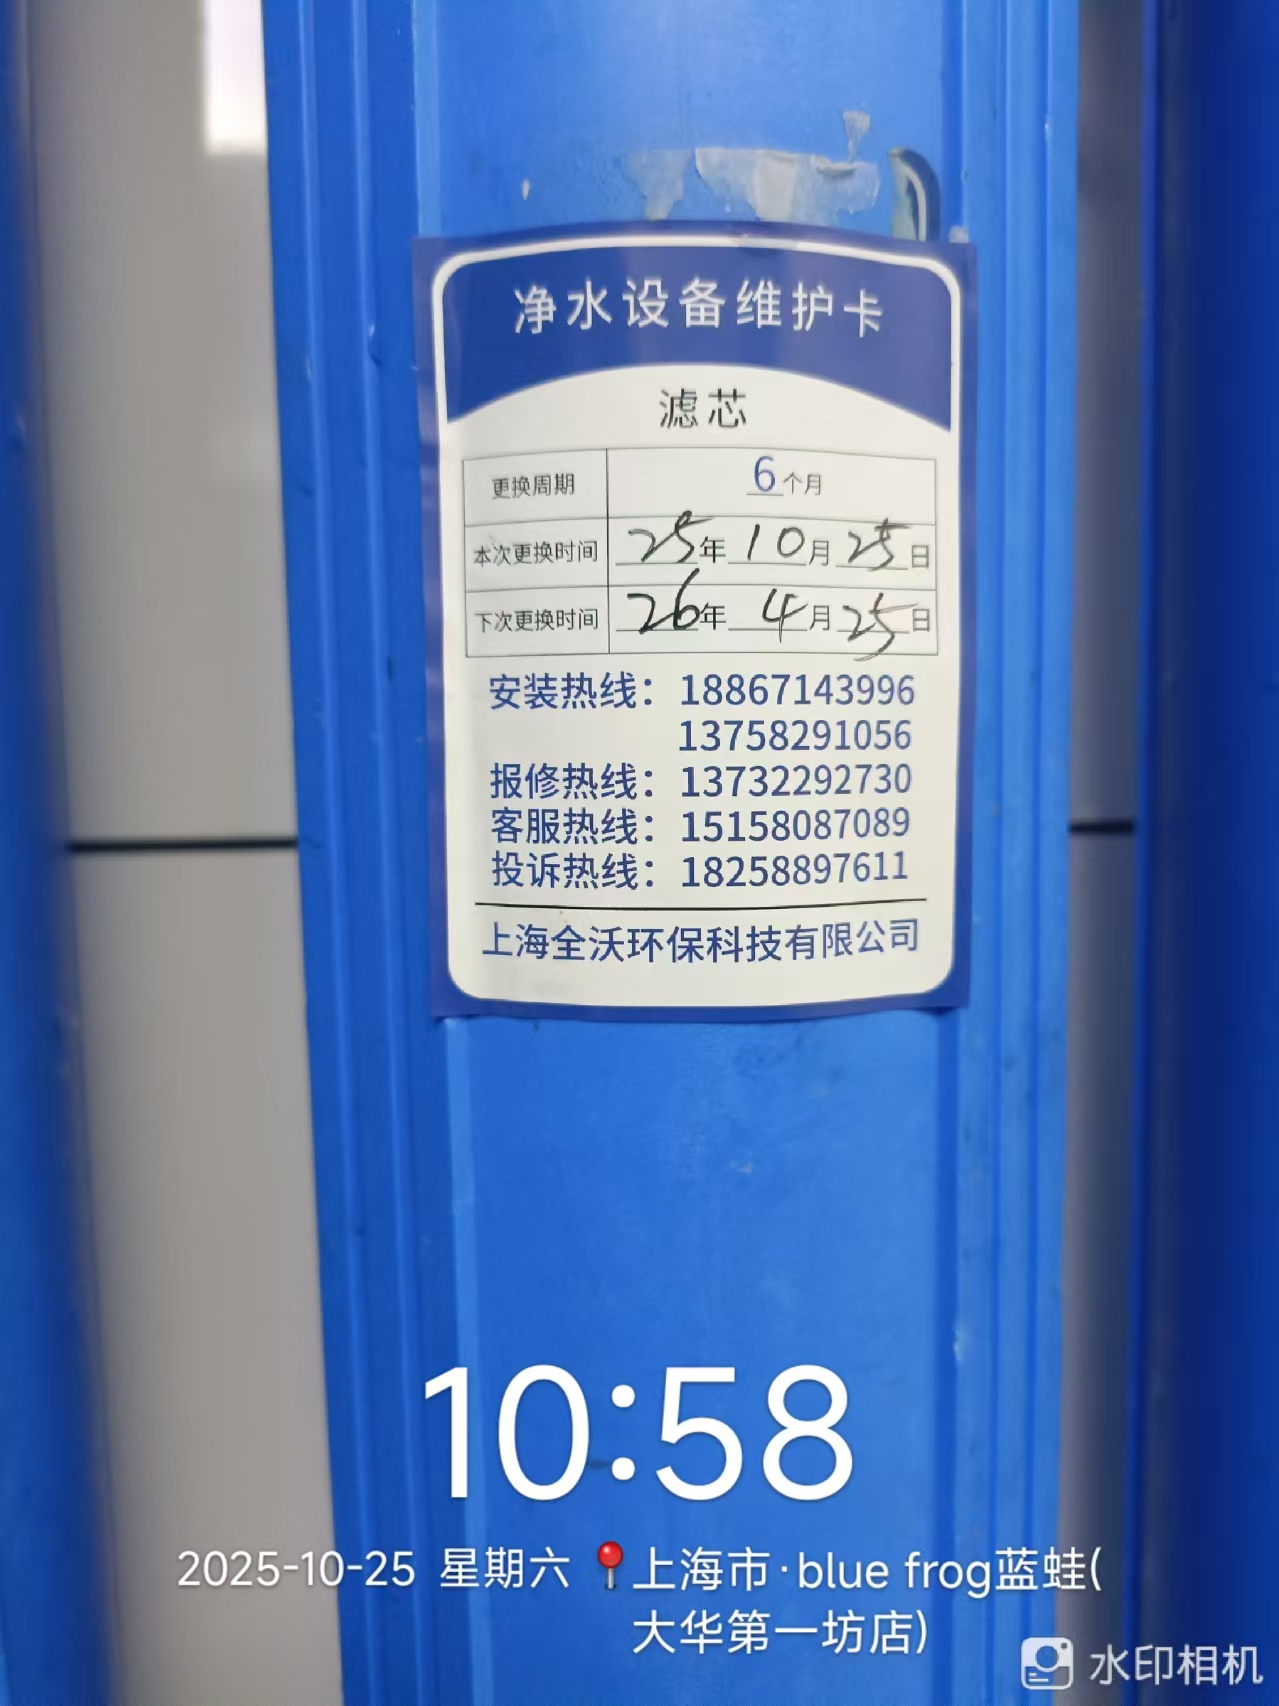 净水设备维护卡
滤芯
更换周期 6个月
本次更换时间 25年10月25日
下次更换时间 26年4月25日
安装热线：18867143996
13758291056
报修热线：13732292730
客服热线：15158087089
投诉热线：18258897611
上海全沃环保科技有限公司
10:58
2025-10-25 星期六 上海市·blue frog蓝蛙(
大华第一坊店)
水印相机